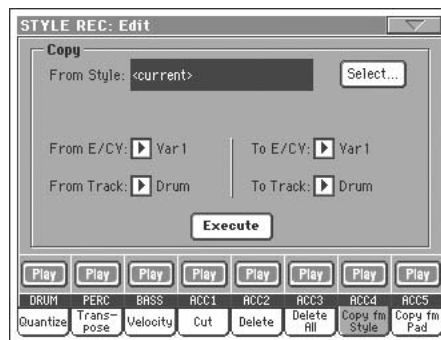 STYLE REC: Edit
Copy
From Style: <current> Select...
From E/CV: Var1 To E/CV: Var1
From Track: Drum To Track: Drum
Execute
Play Play Play Play Play Play Play Play
DRUM PERC BASS ACC1 ACC2 ACC3 ACC4 ACC5
Quantize Trans- Velocity Cut Delete Delete Copy fm Copy fm
pose All Style Pad